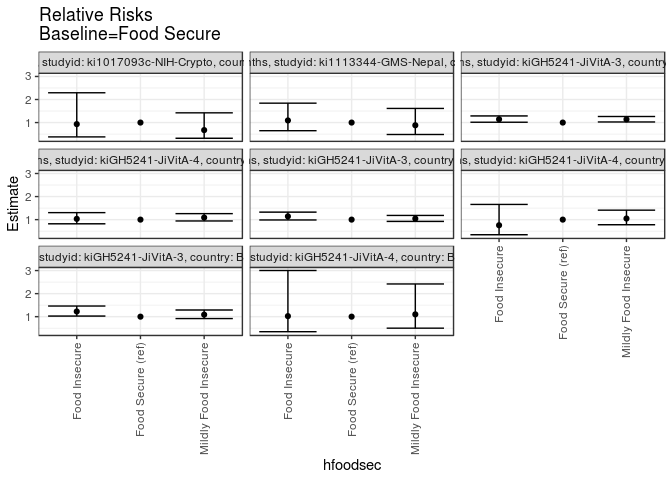 Relative Risks
Baseline=Food Secure
studyid: ki1017093c-NIH-Crypto, coun
ths, studyid: ki1113344-GMS-Nepal, c
ns, studyid: kiGH5241-JiVitA-3, country
3
2
1
ns, studyid: kiGH5241-JiVitA-4, country
ns, studyid: kiGH5241-JiVitA-3, country
ns, studyid: kiGH5241-JiVitA-4, country
3
2
1
studyid: kiGH5241-JiVitA-3, country: B
studyid: kiGH5241-JiVitA-4, country: B
3
2
1
Estimate
Food Insecure
Food Secure (ref)
Mildly Food Insecure
Food Insecure
Food Secure (ref)
Mildly Food Insecure
Food Insecure
Food Secure (ref)
Mildly Food Insecure
hfoodsec